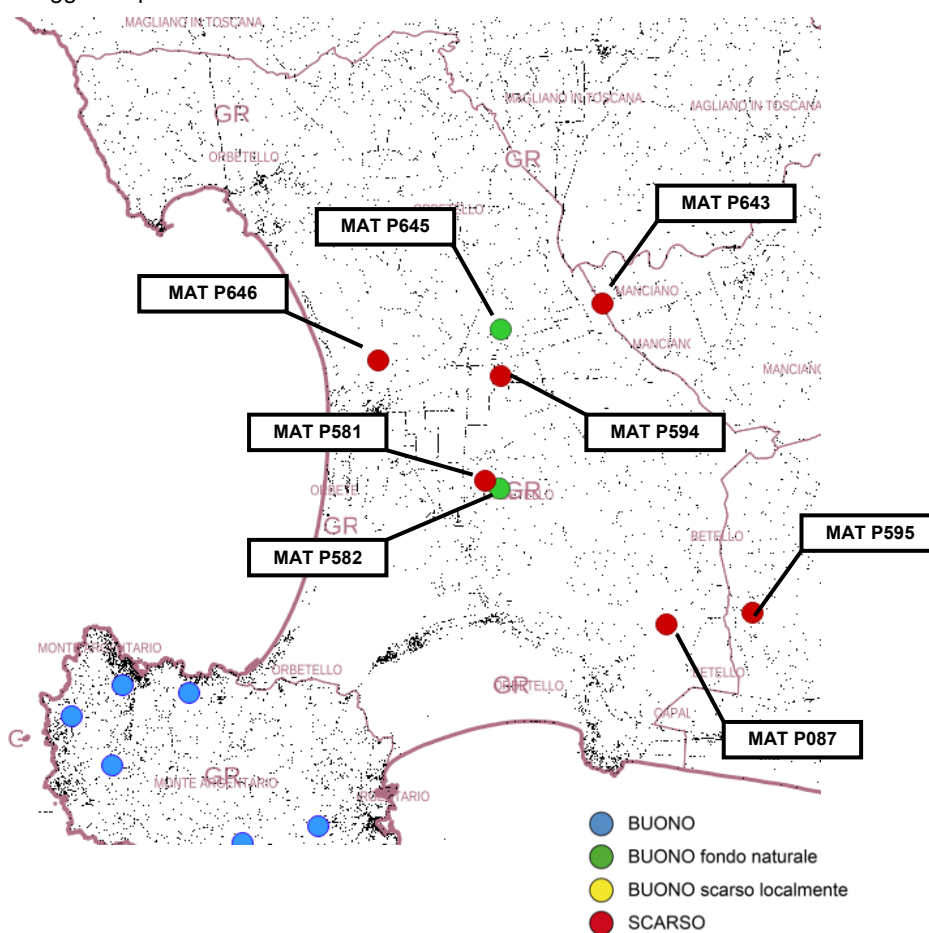 MAGLIANO IN TOSCANA
MAGLIANO IN TOSCANA
MAGLIANO IN TOSCANA
GR
ORBETELLO
GR
MAT P643
MAT P645
MAT P646
MANCIANO
MANCIANO
MANCIANO
MAT P581
MAT P594
GR
GR
MAT P582
MAT P595
MONTE ARGENTARIO
ORBETELLO
GR
ORBETELLO
CAPAL
MAT P087
GR
MONTE ARGENTARIO
BUONO
BUONO fondo naturale
BUONO scarso localmente
SCARSO